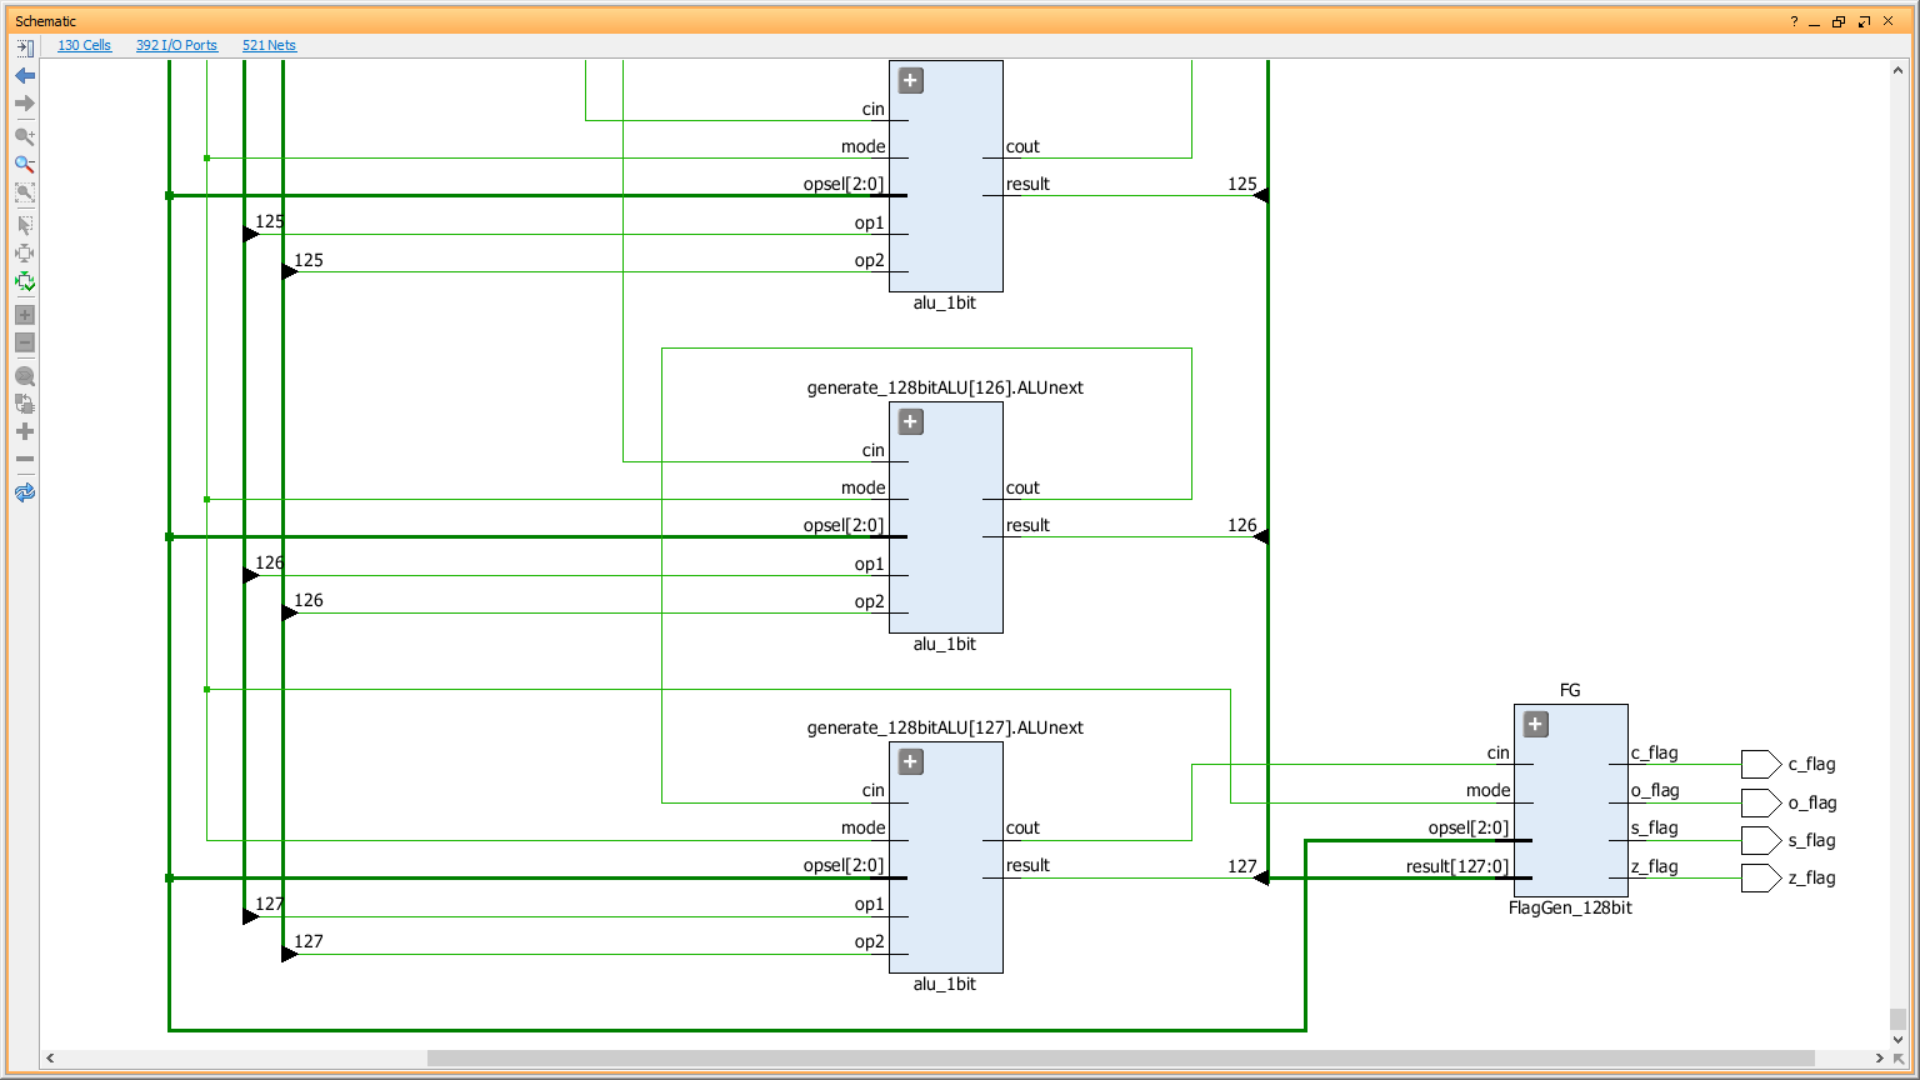 Schematic
130 Cells 392 I/O Ports 521 Nets
cin
mode cout
opsel[2:0] result 125
125 op1
125 op2
alu_1bit
generate_128bitALU[126].ALUnext
cin
mode cout
opsel[2:0] result 126
126 op1
126 op2
alu_1bit
FG
generate_128bitALU[127].ALUnext
cin c_flag c_flag
cin mode o_flag o_flag
mode cout opsel[2:0] s_flag s_flag
opsel[2:0] result 127 result[127:0] z_flag z_flag
127 op1 FlagGen_128bit
127 op2
alu_1bit